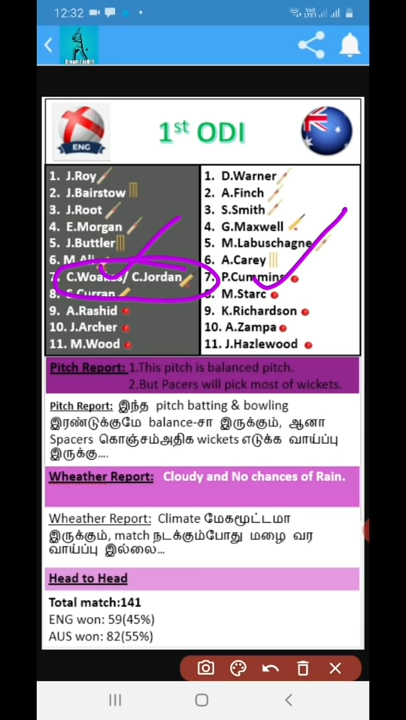 12:32
1st ODI
ENG
1. J.Roy
2. J.Bairstow
3. J.Root
4. E.Morgan
5. J.Buttler
6. M.Ali
7. C.Woakes/ C.Jordan
8. S.Curran
9. A.Rashid
10. J.Archer
11. M.Wood
1. D.Warner
2. A.Finch
3. S.Smith
4. G.Maxwell
5. M.Labuschagne
6. A.Carey
7. P.Cummins
8. M.Starc
9. K.Richardson
10. A.Zampa
11. J.Hazlewood
Pitch Report: 1.This pitch is balanced pitch.
2.But Pacers will pick most of wickets.
Pitch Report: இந்த pitch batting & bowling
இரண்டுக்குமே balance-சா இருக்கும், ஆனா
Spacers கொஞ்சம்அதிக wickets எடுக்க வாய்ப்பு
இருக்கு....
Wheather Report: Cloudy and No chances of Rain.
Wheather Report: Climate மேகமூட்டமா
இருக்கும், match நடக்கும்போது மழை வர
வாய்ப்பு இல்லை...
Head to Head
Total match:141
ENG won: 59(45%)
AUS won: 82(55%)